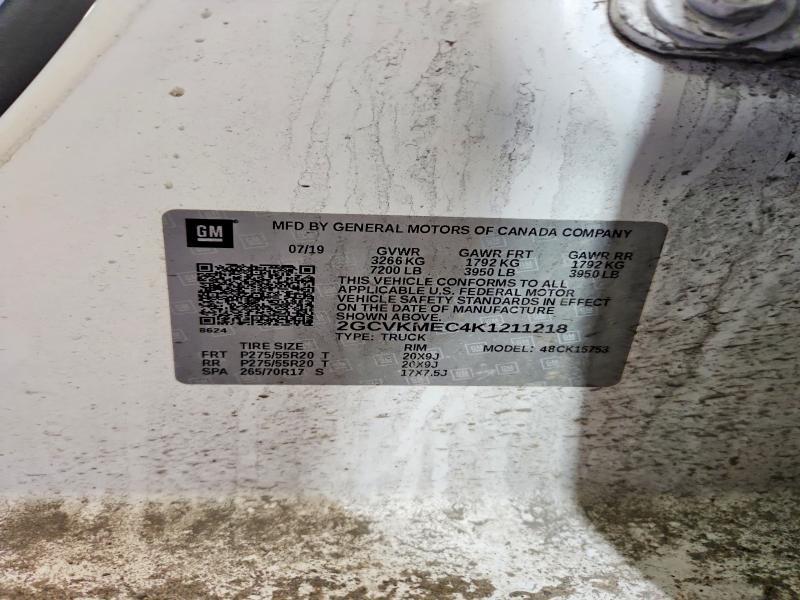 GM
MFD BY GENERAL MOTORS OF CANADA COMPANY
07/19 GVWR GAWR FRT GAWR RR
3266 KG 1792 KG 1792 KG
7200 LB 3950 LB 3950 LB
THIS VEHICLE CONFORMS TO ALL
APPLICABLE U.S. FEDERAL MOTOR
VEHICLE SAFETY STANDARDS IN EFFECT
ON THE DATE OF MANUFACTURE
SHOWN ABOVE.
8624
2GCVKMEC4K1211218
TYPE: TRUCK MODEL: 48CK15753
TIRE SIZE RIM
FRT P275/55R20 T 20X9J
RR P275/55R20 T 20X9J
SPA 265/70R17 S 17X7.5J